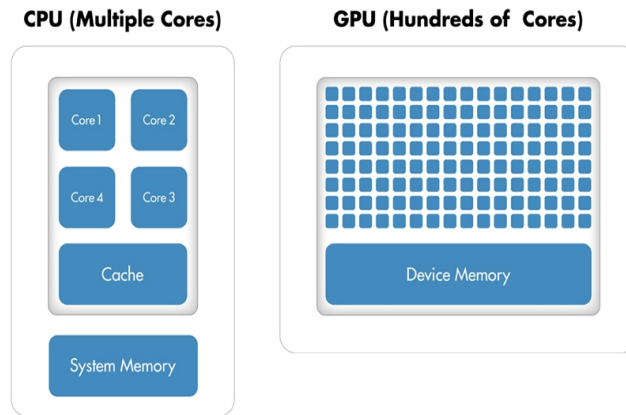 CPU (Multiple Cores)
GPU (Hundreds of Cores)
Core 1
Core 2
Core 4
Core 3
Cache
Device Memory
System Memory